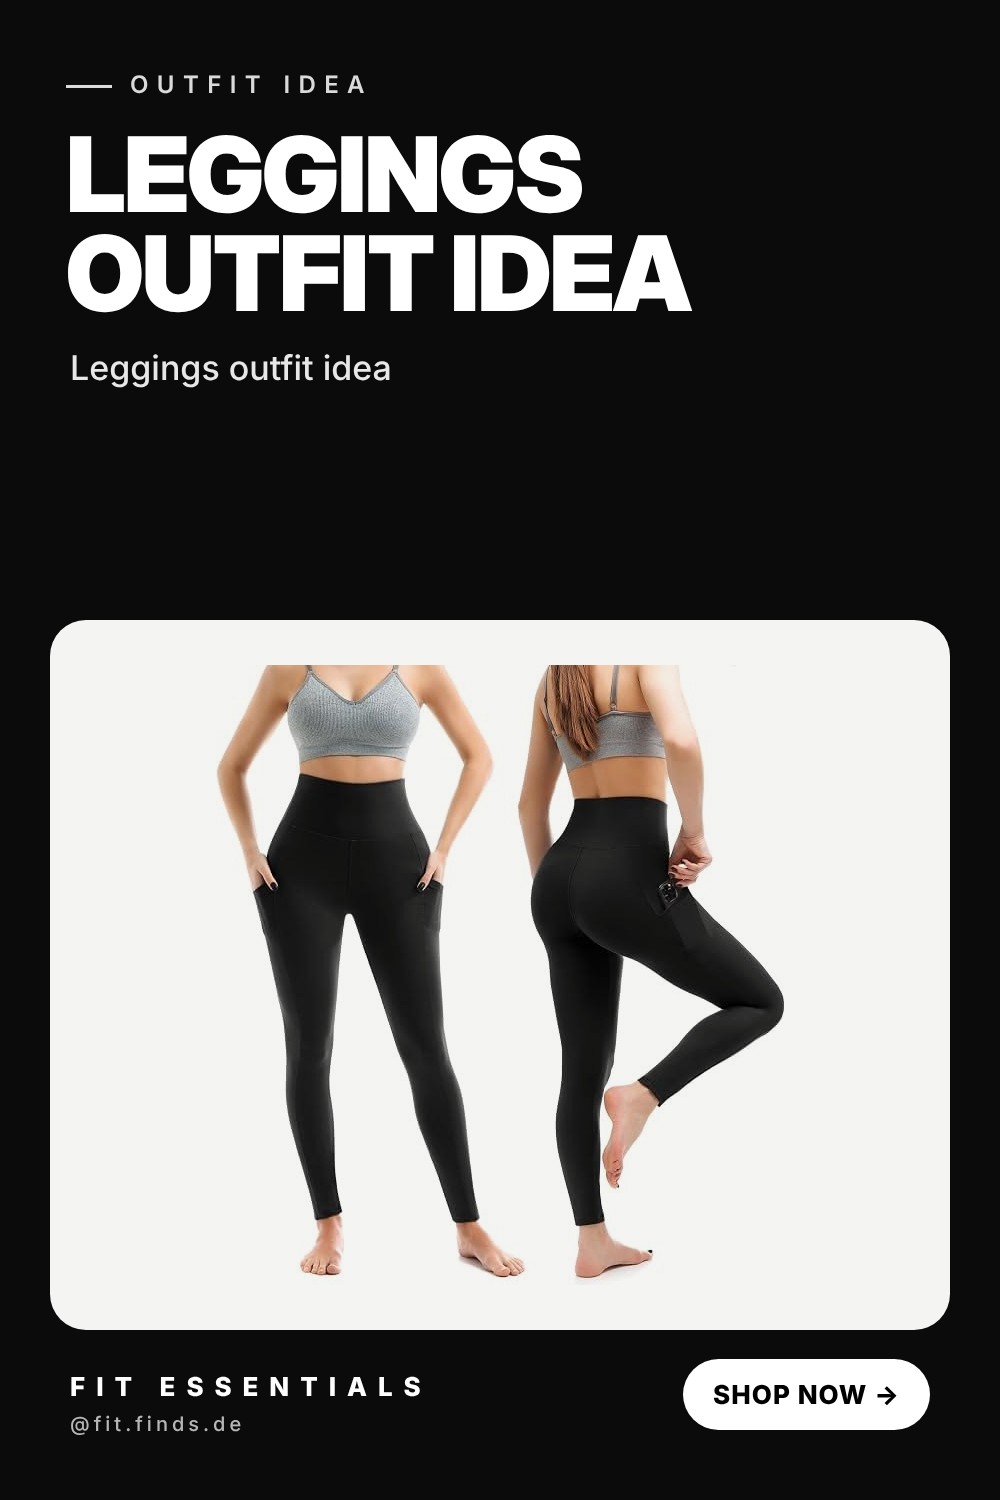 OUTFIT IDEA
LEGGINGS
OUTFIT IDEA
Leggings outfit idea
FIT ESSENTIALS
@fit.finds.de
SHOP NOW →